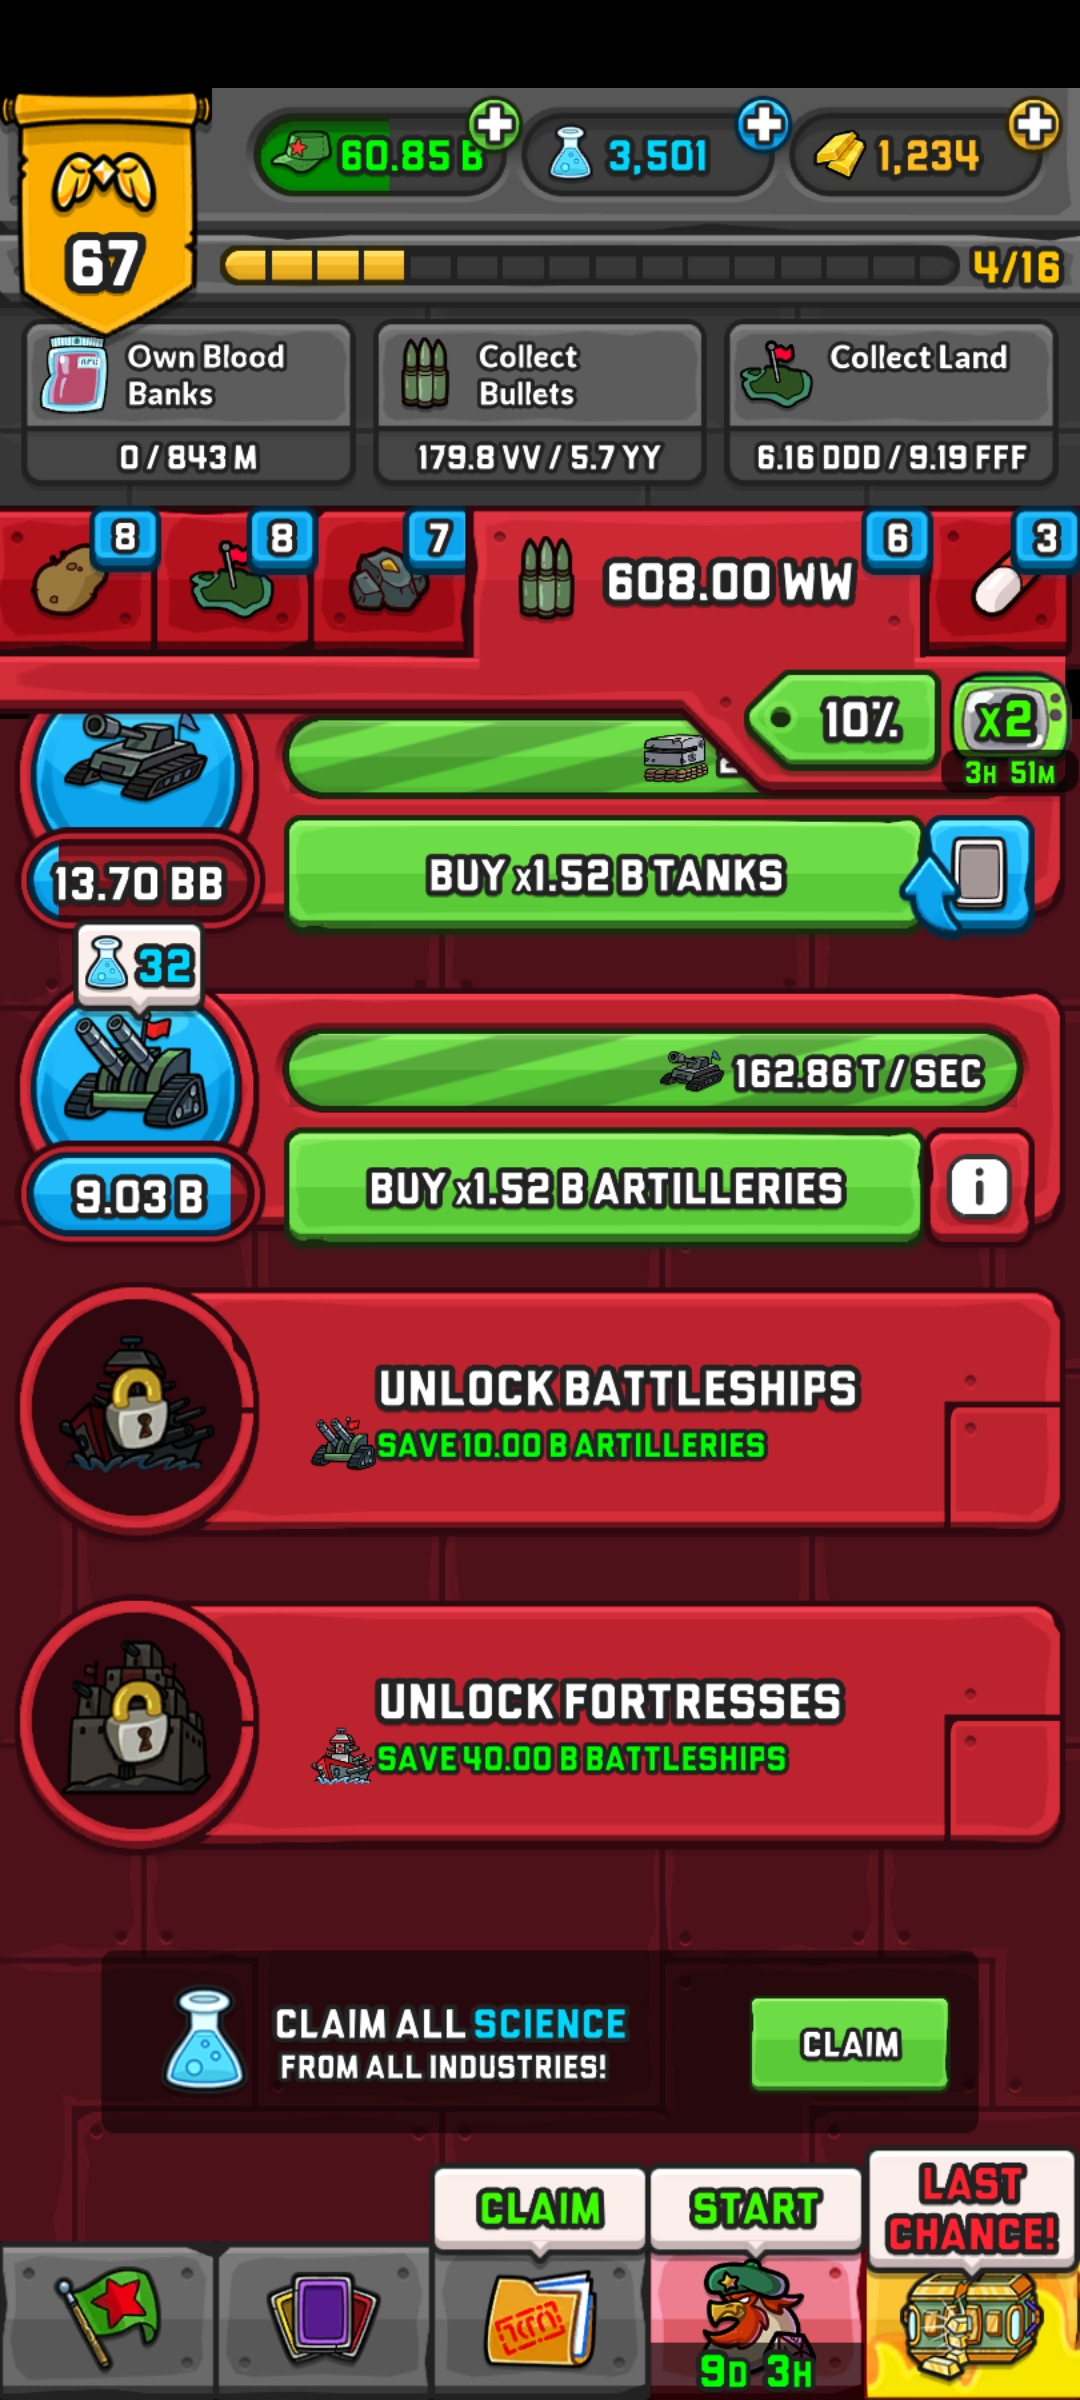 60.85 B
3,501
1,234
67
4/16
Own Blood
Banks
0 / 843 M
Collect
Bullets
179.8 VV / 5.7 YY
Collect Land
6.16 DDD / 9.19 FFF
8
8
7
608.00 WW
6
3
10%
x2
3H 51M
13.70 BB
BUY x1.52 B TANKS
32
162.86 T / SEC
9.03 B
BUY x1.52 B ARTILLERIES
i
UNLOCK BATTLESHIPS
SAVE 10.00 B ARTILLERIES
UNLOCK FORTRESSES
SAVE 40.00 B BATTLESHIPS
CLAIM ALL SCIENCE
FROM ALL INDUSTRIES!
CLAIM
CLAIM
START
LAST
CHANCE!
9D 3H